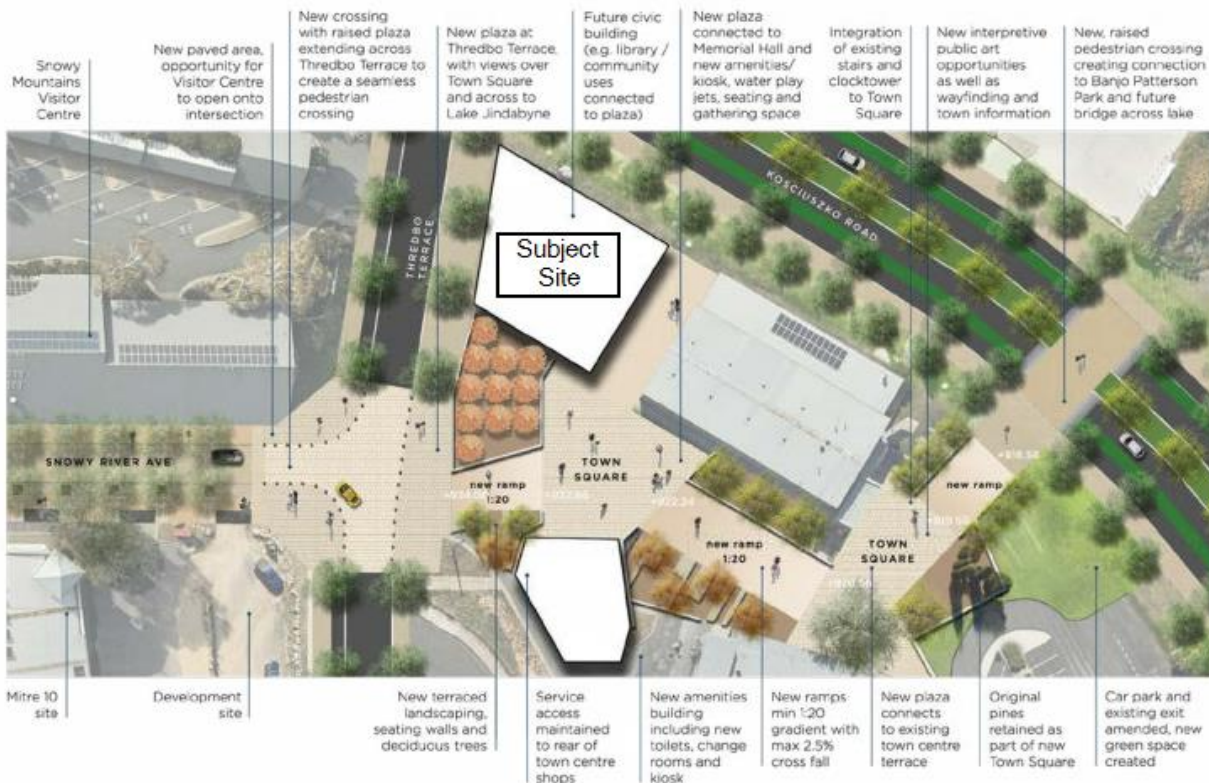 Snowy
Mountains
Visitor
Centre
New paved area,
opportunity for
Visitor Centre
to open onto
intersection
New crossing
with raised plaza
extending across
Thredbo Terrace to
create a seamless
pedestrian
crossing
New plaza at
Thredbo Terrace
with views over
Town Square
and across to
Lake Jindabyne
Future civic
building
(e.g. library /
community
uses
connected
to plaza)
New plaza
connected to
Memorial Hall and
new amenities/
kiosk, water play
jets, seating and
gathering space
Integration
of existing
stairs and
clocktower
to Town
Square
New interpretive
public art
opportunities
as well as
wayfinding and
town information
New, raised
pedestrian crossing
creating connection
to Banjo Patterson
Park and future
bridge across lake
THREDBO
TERRACE
KOSCIUSZKO ROAD
Subject
Site
SNOWY RIVER AVE
new ramp
1:20
TOWN
SQUARE
new ramp
1:20
TOWN
SQUARE
new ramp
Mitre 10
site
Development
site
New terraced
landscaping,
seating walls and
deciduous trees
Service
access
maintained
to rear of
town centre
shops
New amenities
building
including new
toilets, change
rooms and
kiosk
New ramps
min 1:20
gradient with
max 2.5%
cross fall
New plaza
connects
to existing
town centre
terrace
Original
pines
retained as
part of new
Town Square
Car park and
existing exit
amended, new
green space
created